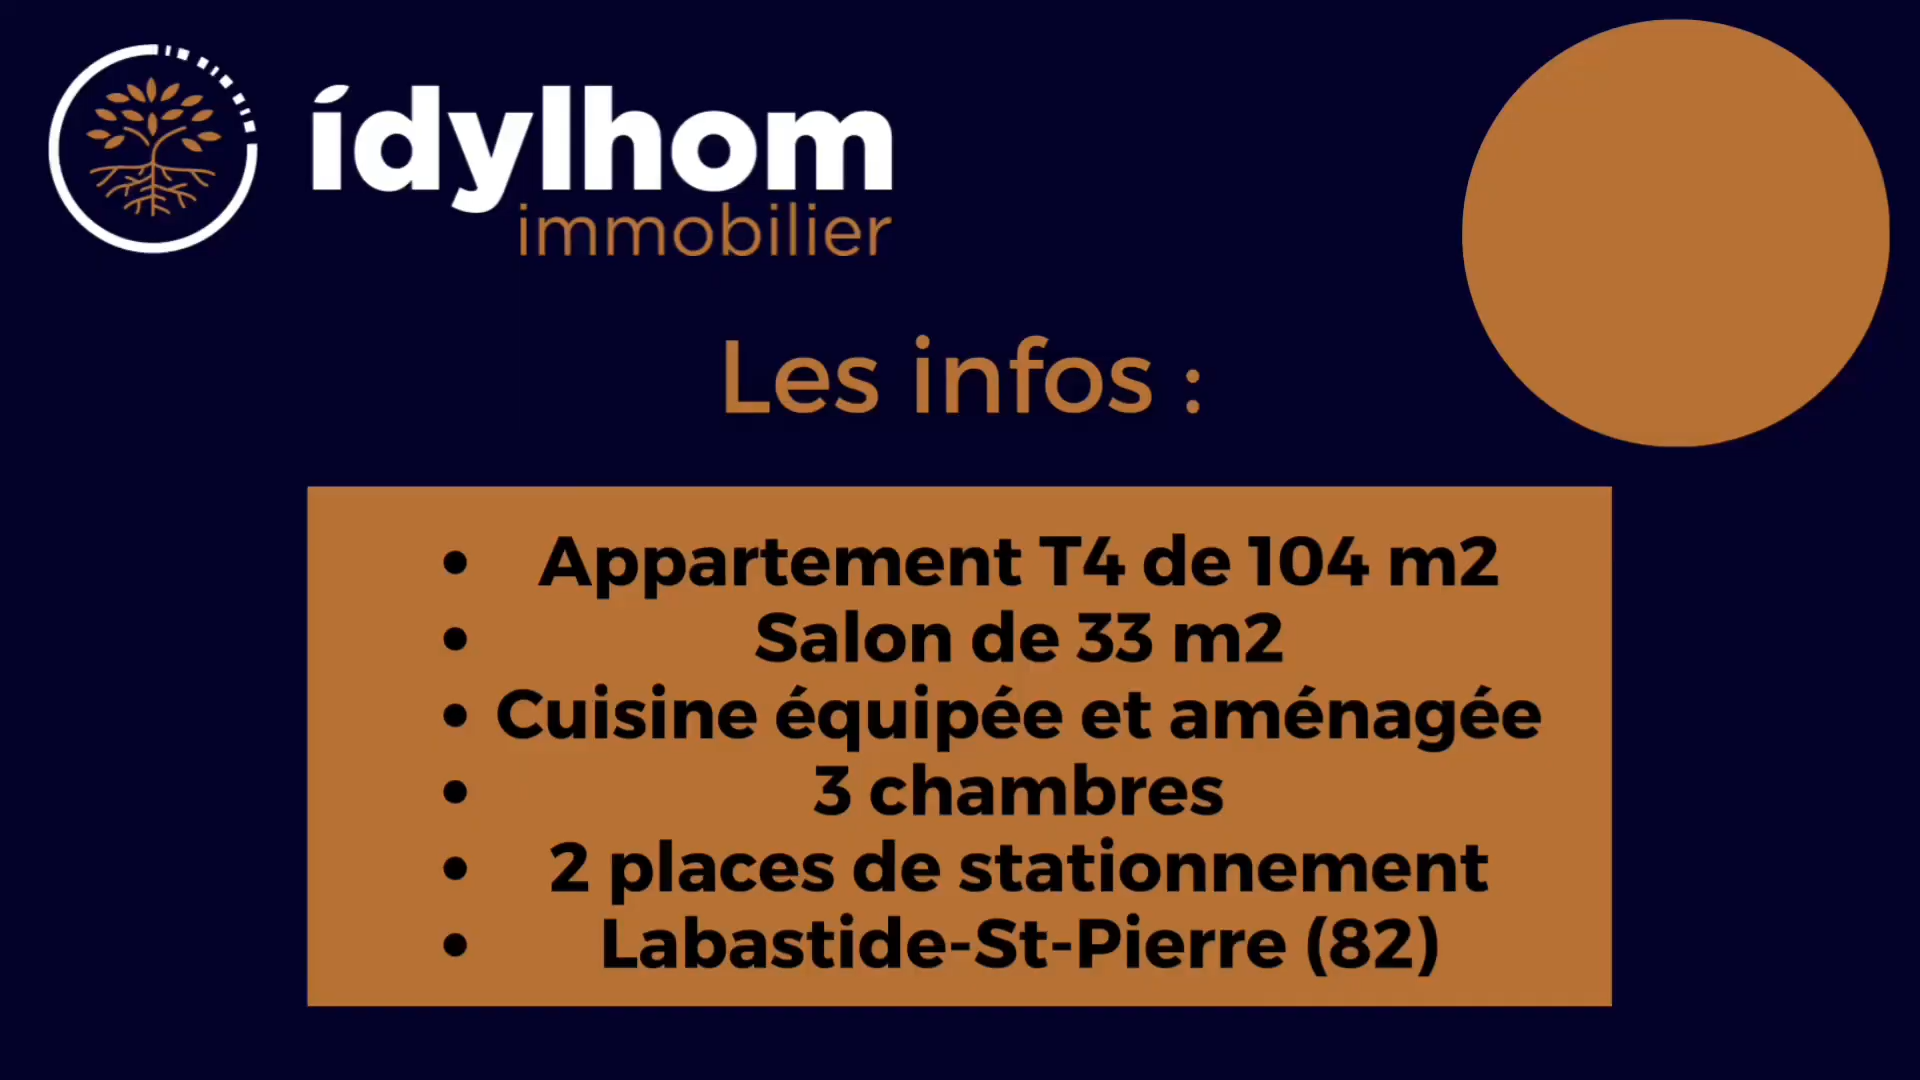 ídylhom
immobilier
Les infos :
• Appartement T4 de 104 m2
• Salon de 33 m2
• Cuisine équipée et aménagée
• 3 chambres
• 2 places de stationnement
• Labastide-St-Pierre (82)